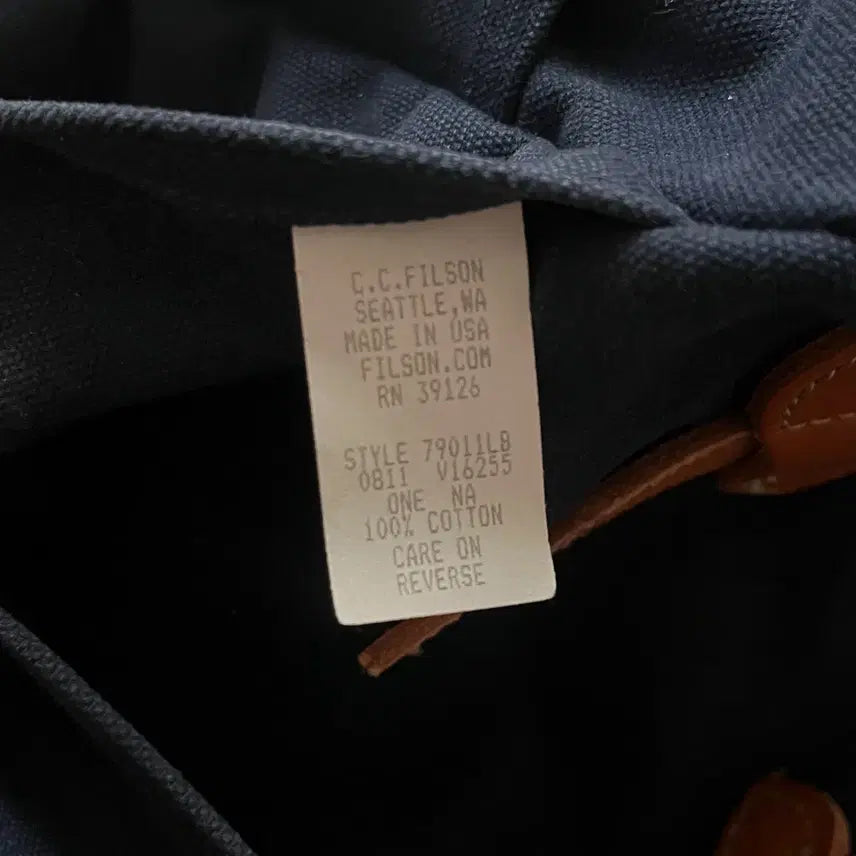 C.C.FILSON
SEATTLE,WA
MADE IN USA
FILSON.COM
RN 39126
STYLE 79011LB
0811 V16255
ONE NA
100% COTTON
CARE ON
REVERSE